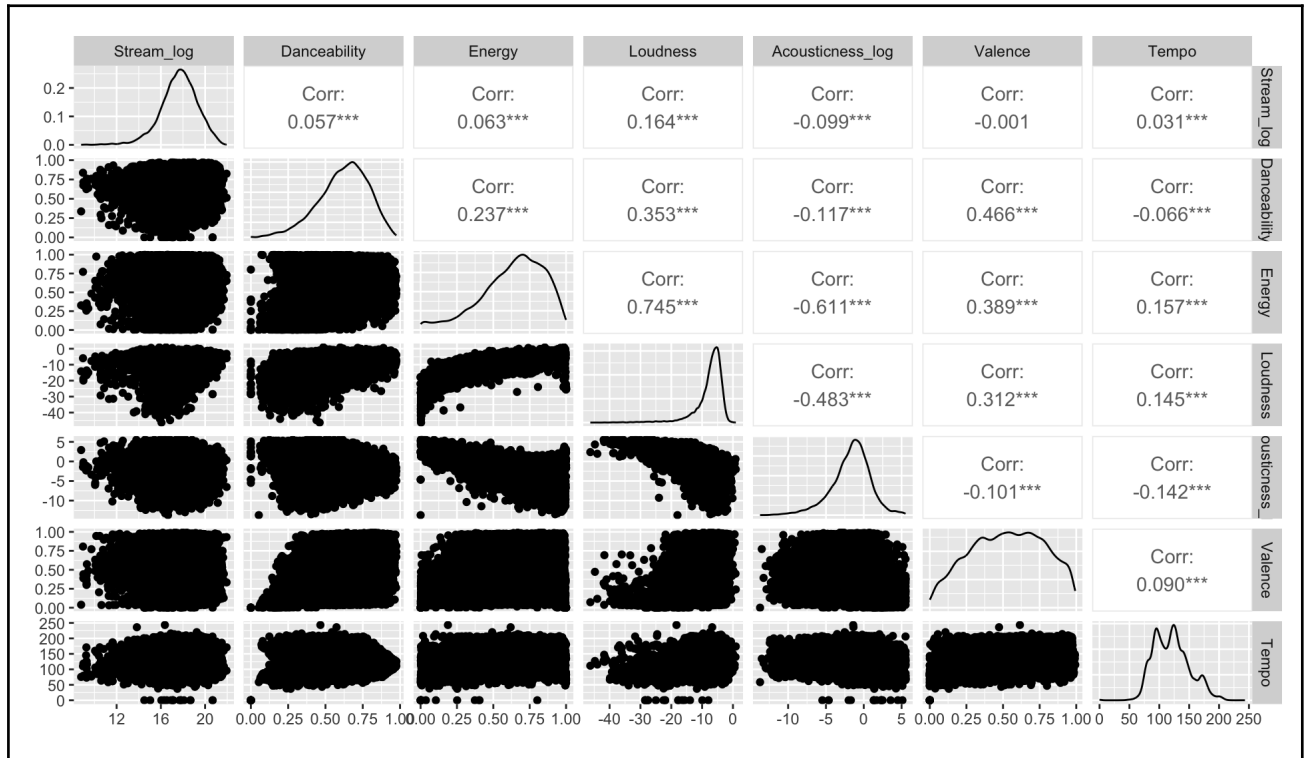 Stream_log Danceability Energy Loudness Acousticness_log Valence Tempo
0.2 Corr: Corr: Corr: Corr: Corr: Corr: Stream_log
0.1 0.057*** 0.063*** 0.164*** -0.099*** -0.001 0.031***
0.0
1.00
0.75 Corr: Corr: Corr: Corr: Corr: Danceability
0.50 0.237*** 0.353*** -0.117*** 0.466*** -0.066***
0.25
0.00
1.00
0.75 Corr: Corr: Corr: Corr: Energy
0.50 0.745*** -0.611*** 0.389*** 0.157***
0.25
0.00
0
-10 Corr: Corr: Corr: Loudness
-20 -0.483*** 0.312*** 0.145***
-30
-40
5
0 Corr: Corr: ousticness_
-5 -0.101*** -0.142***
-10
1.00
0.75 Corr: Valence
0.50 0.090***
0.25
0.00
250
200 Tempo
150
100
50
0
12 16 20 0.00 0.25 0.50 0.75 1.00 0.00 0.25 0.50 0.75 1.00 -40 -30 -20 -10 0 -10 -5 0 5 0.00 0.25 0.50 0.75 1.00 0 50 100 150 200 250